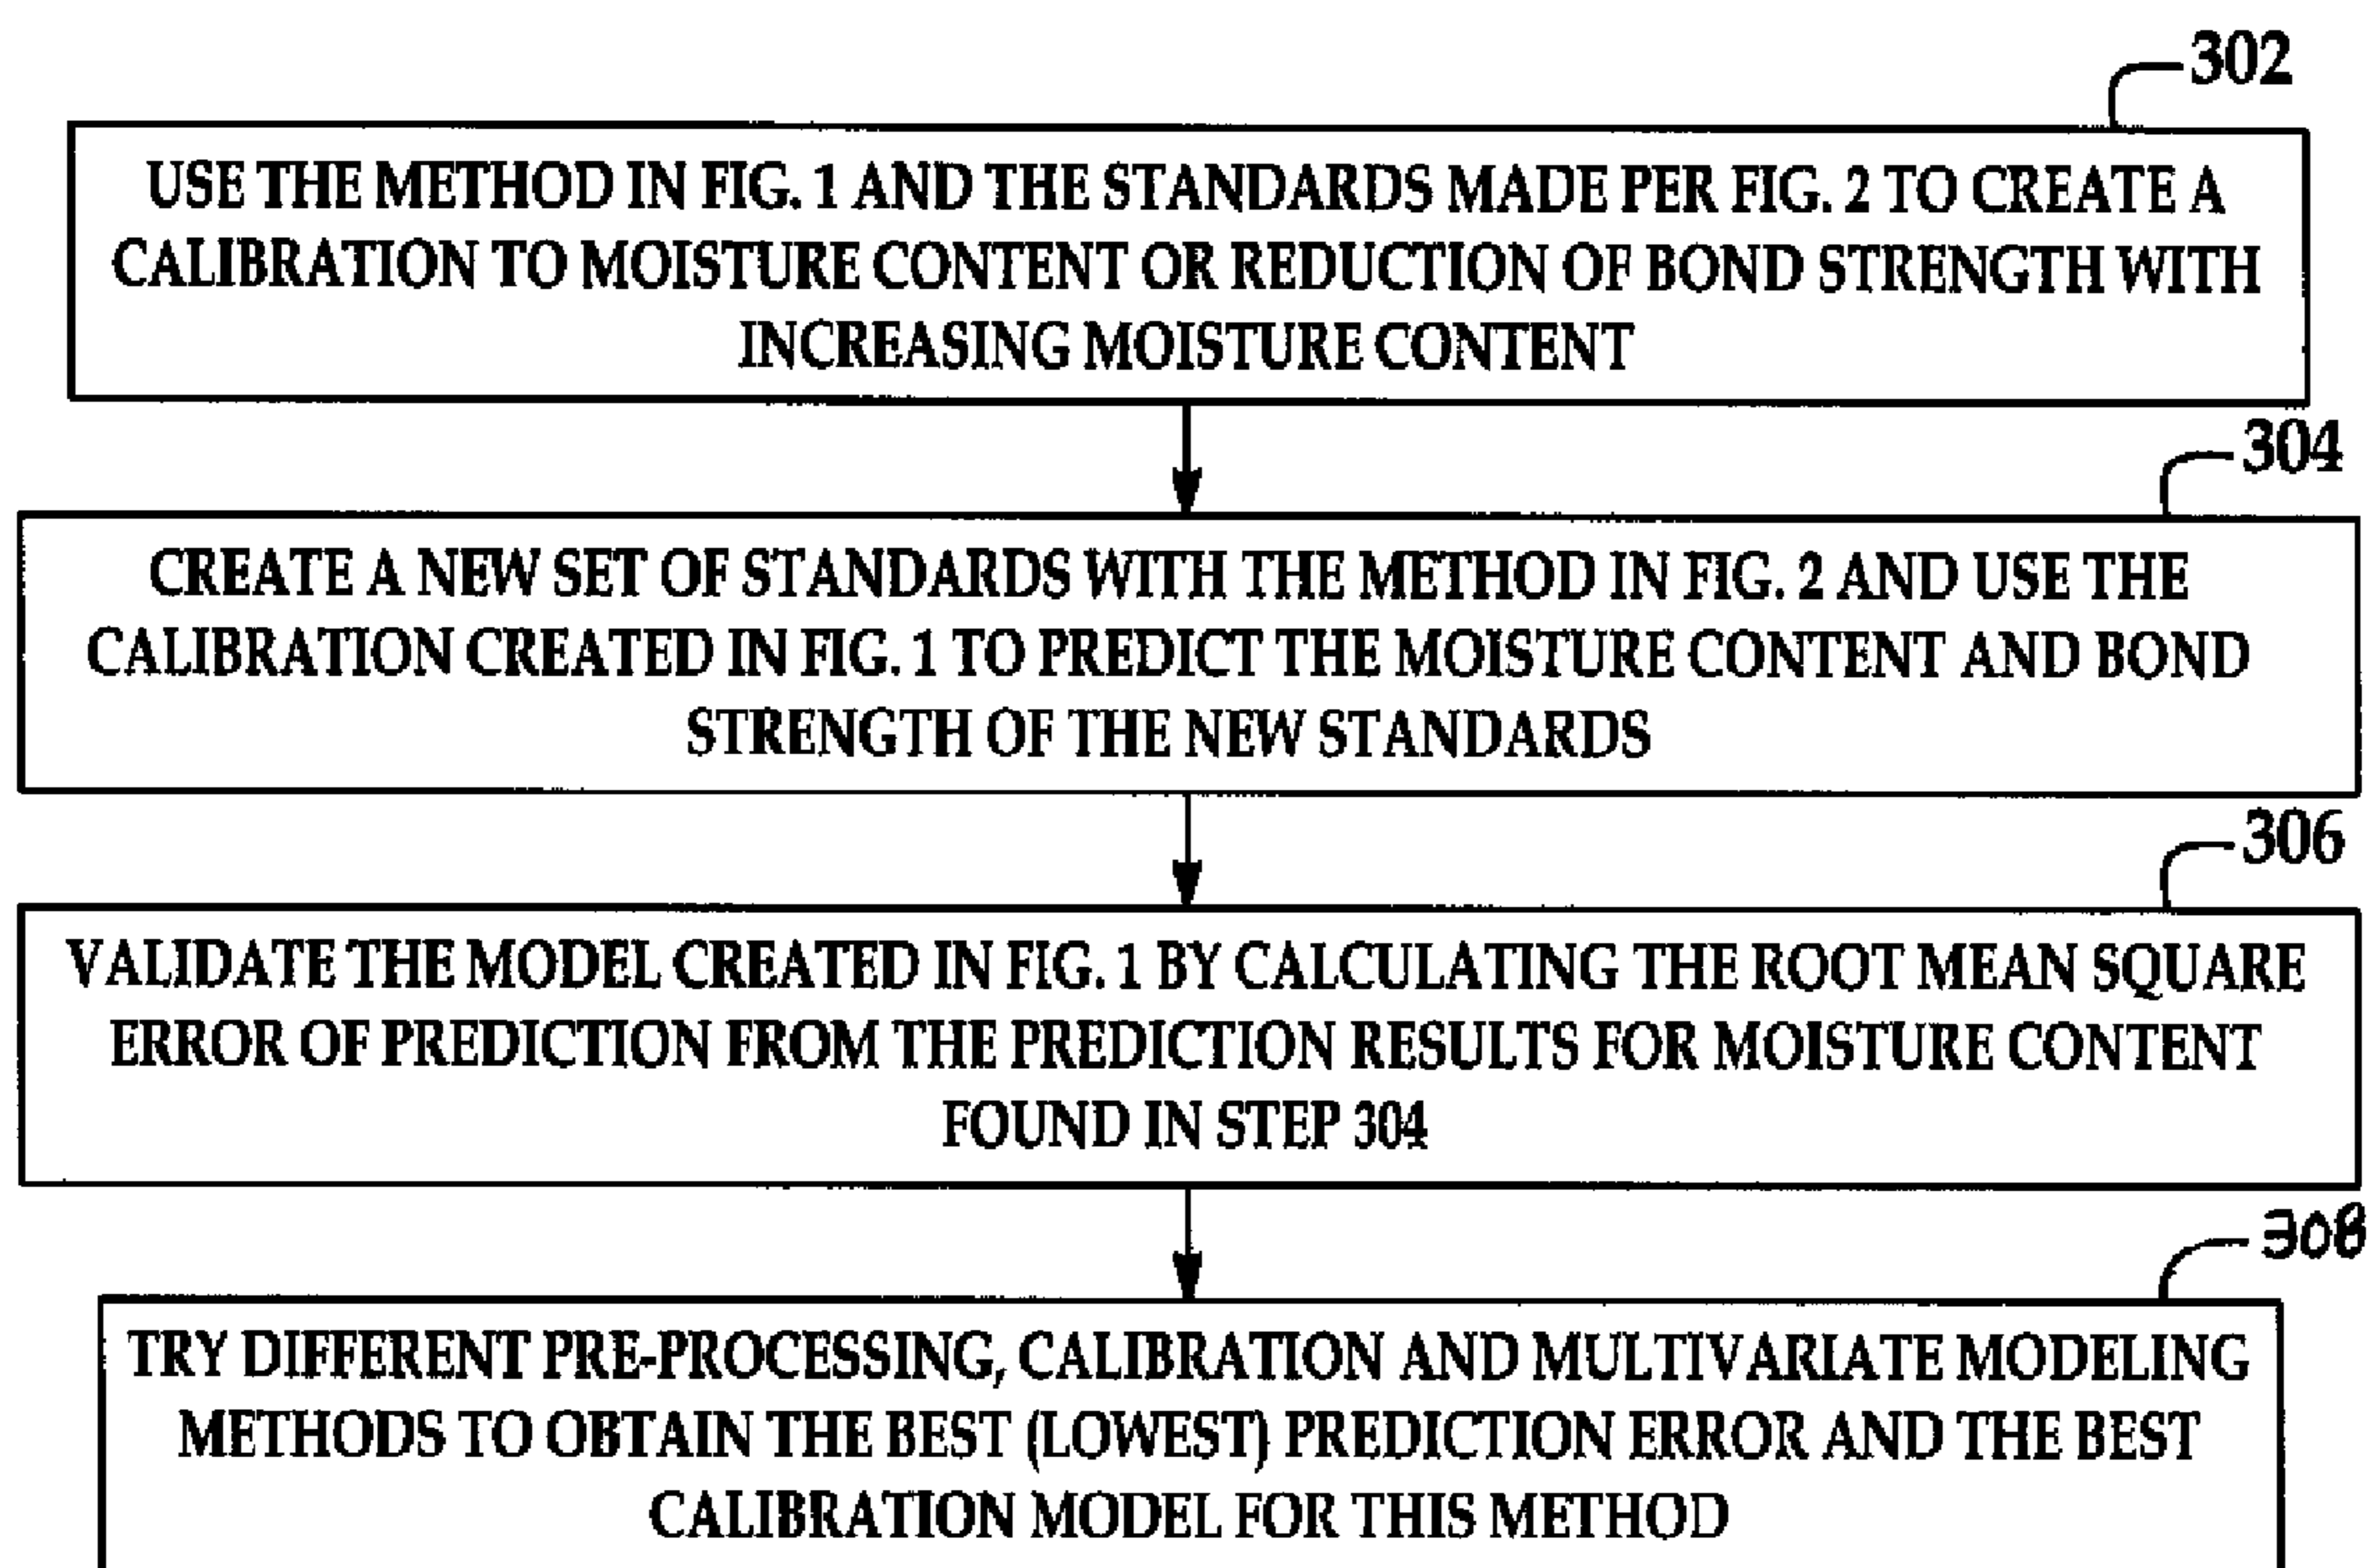 302
USE THE METHOD IN FIG. 1 AND THE STANDARDS MADE PER FIG. 2 TO CREATE A
CALIBRATION TO MOISTURE CONTENT OR REDUCTION OF BOND STRENGTH WITH
INCREASING MOISTURE CONTENT
304
CREATE A NEW SET OF STANDARDS WITH THE METHOD IN FIG. 2 AND USE THE
CALIBRATION CREATED IN FIG. 1 TO PREDICT THE MOISTURE CONTENT AND BOND
STRENGTH OF THE NEW STANDARDS
306
VALIDATE THE MODEL CREATED IN FIG. 1 BY CALCULATING THE ROOT MEAN SQUARE
ERROR OF PREDICTION FROM THE PREDICTION RESULTS FOR MOISTURE CONTENT
FOUND IN STEP 304
308
TRY DIFFERENT PRE-PROCESSING, CALIBRATION AND MULTIVARIATE MODELING
METHODS TO OBTAIN THE BEST (LOWEST) PREDICTION ERROR AND THE BEST
CALIBRATION MODEL FOR THIS METHOD